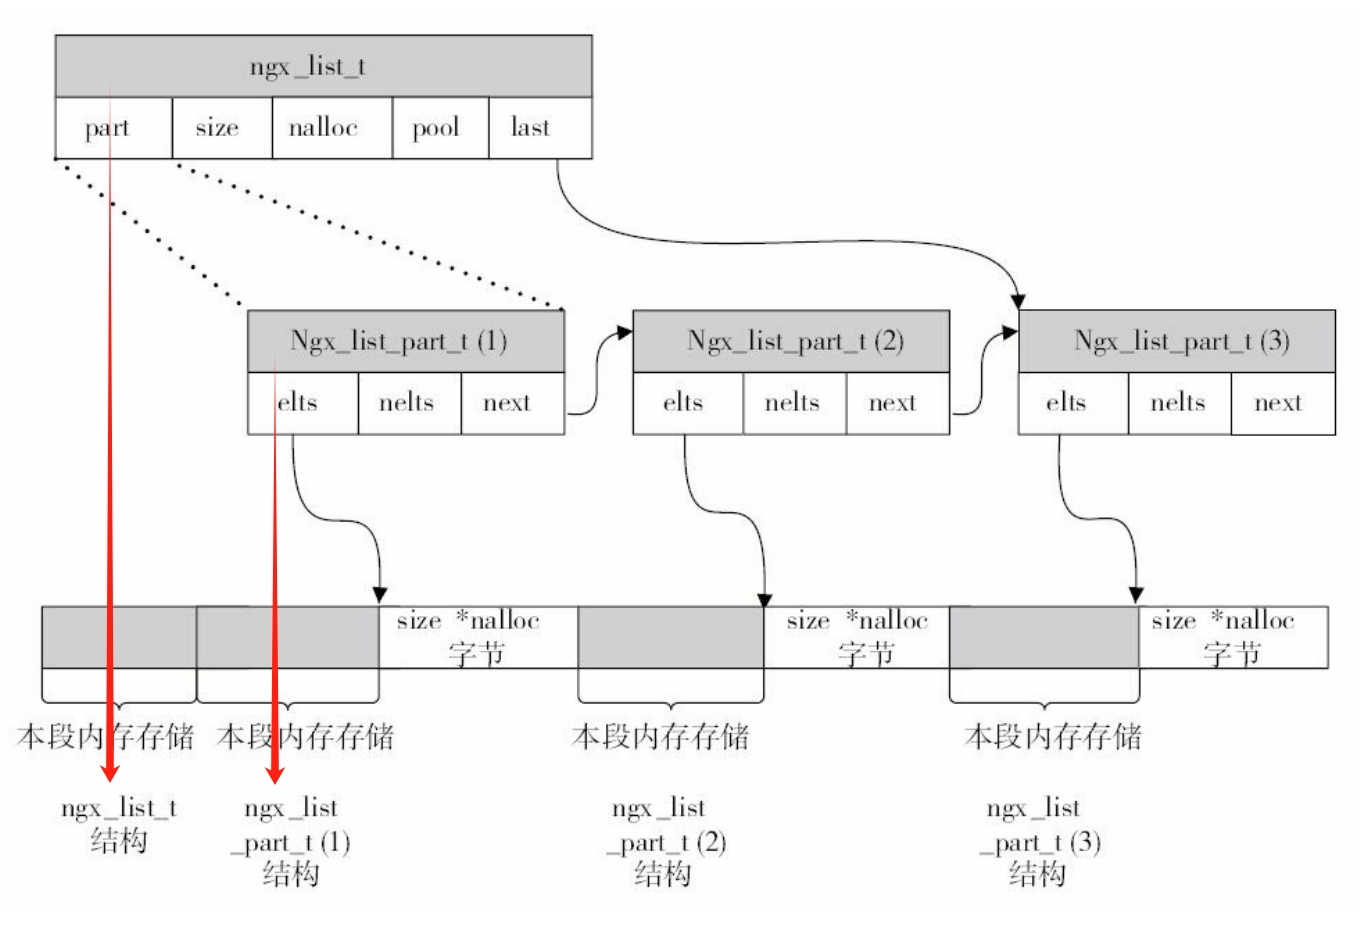 ngx_list_t
part size nalloc pool last
Ngx_list_part_t (1) Ngx_list_part_t (2) Ngx_list_part_t (3)
elts nelts next elts nelts next elts nelts next
size *nalloc size *nalloc size *nalloc
字节 字节 字节
本段内存存储 本段内存存储 本段内存存储 本段内存存储
ngx_list_t ngx_list ngx_list ngx_list
结构 _part_t (1) _part_t (2) _part_t (3)
结构 结构 结构